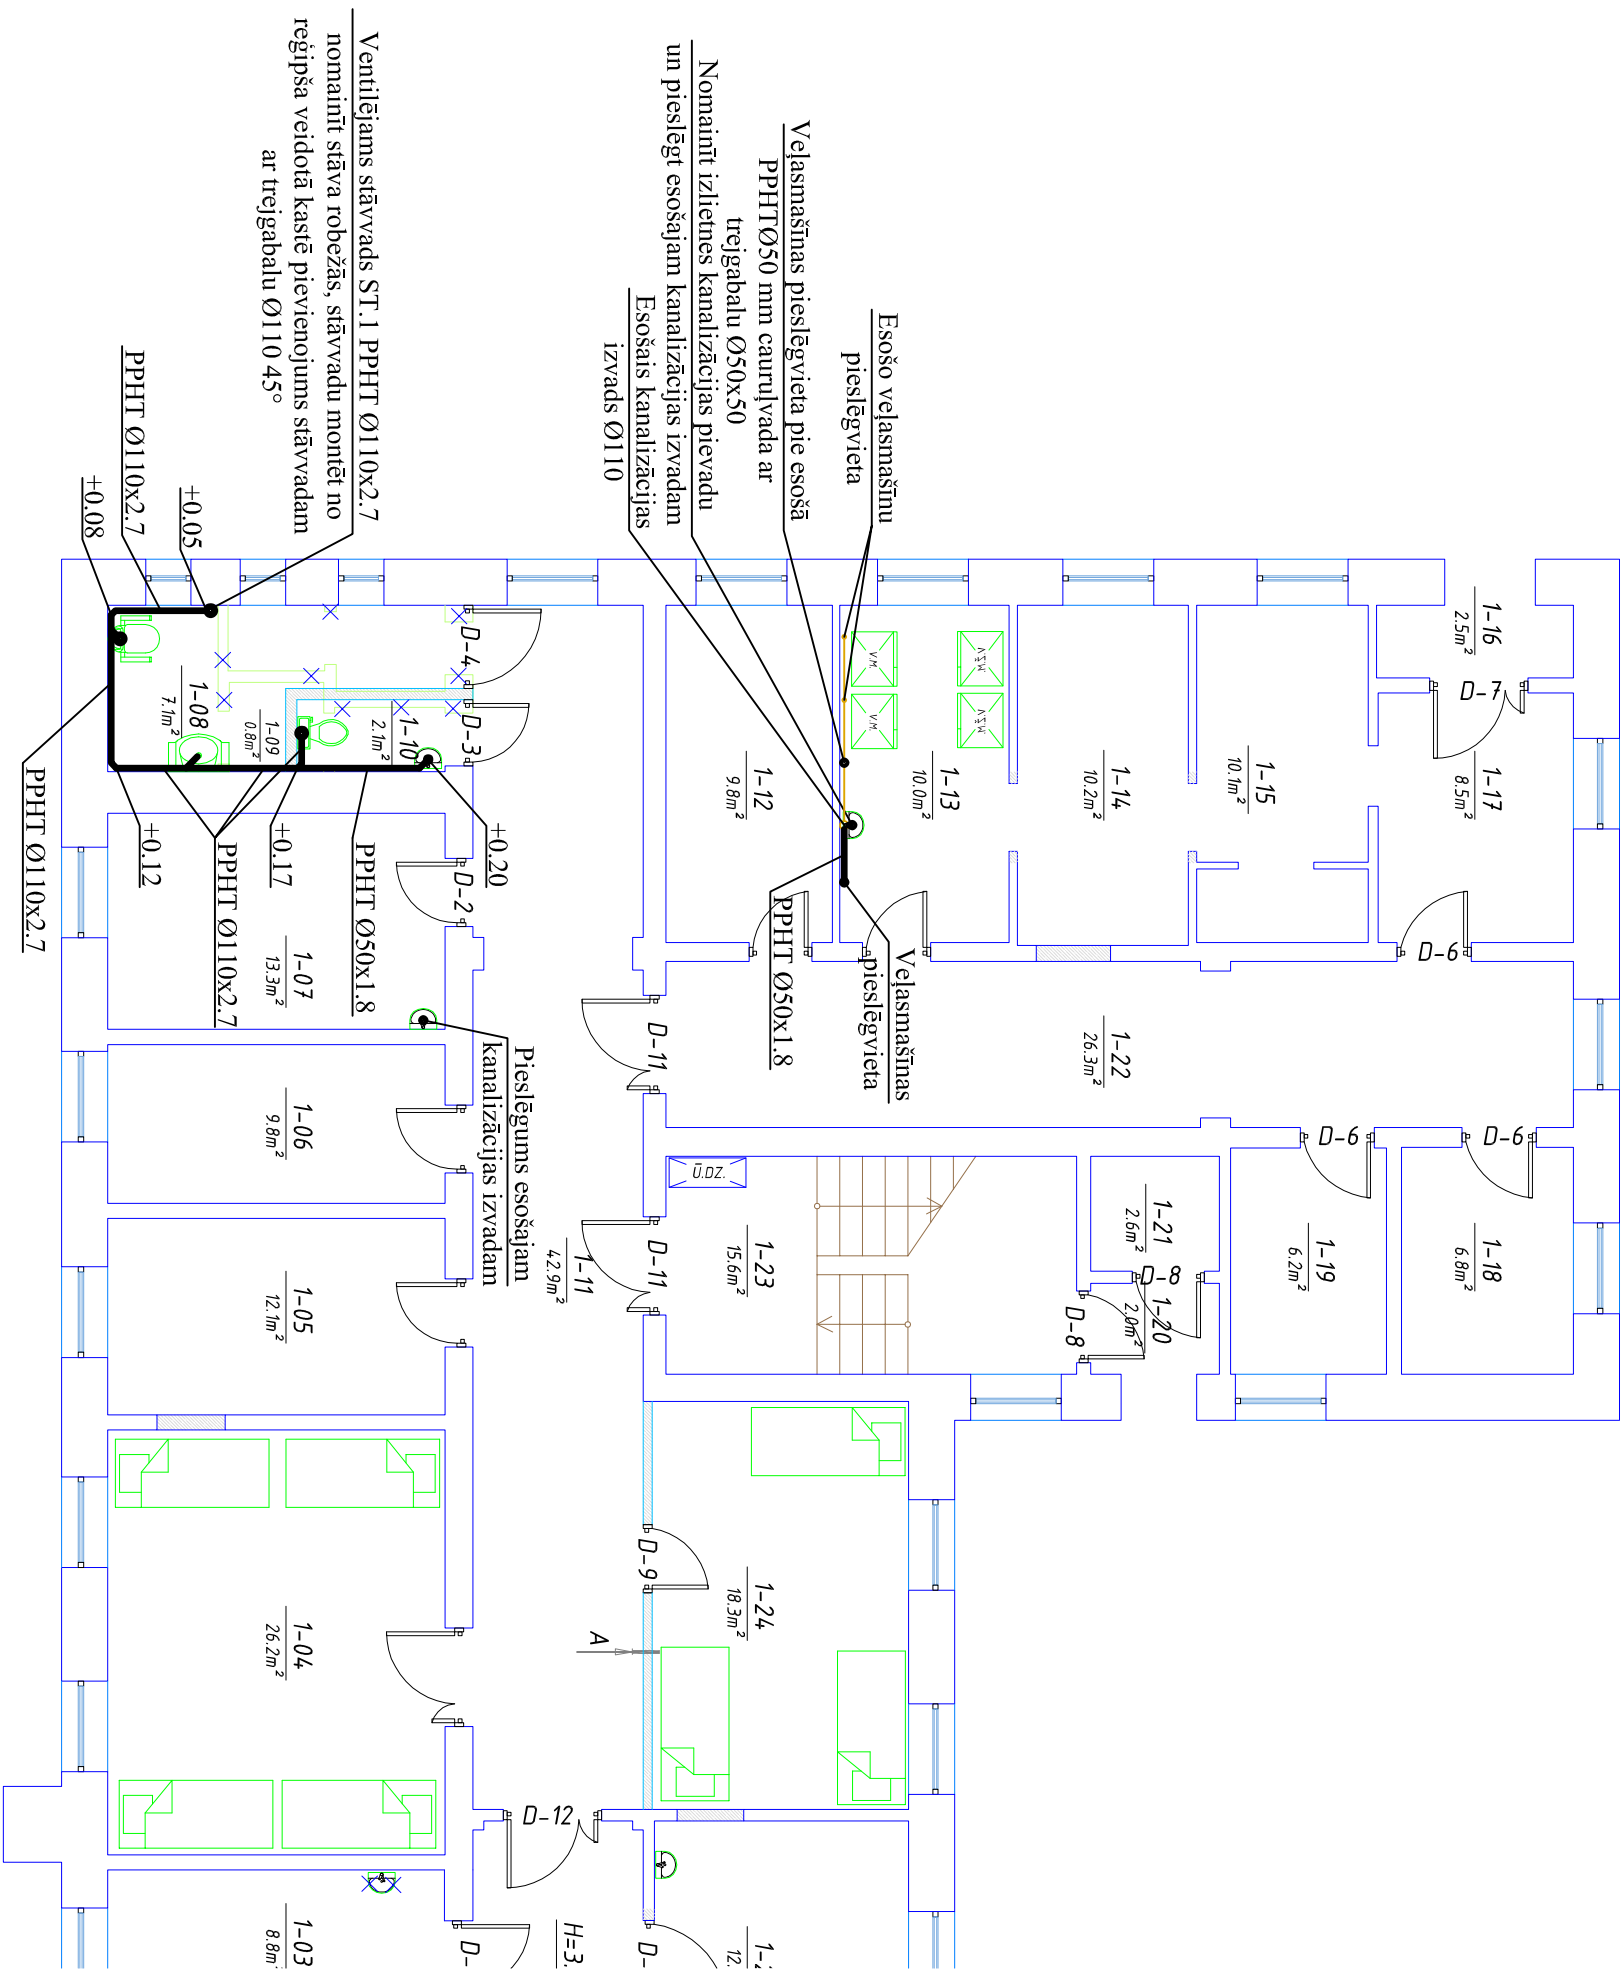 Ventilējams stāvvads ST.1 PPHT Ø110x2.7
nomainīt stāva robežās, stāvvadu montēt no
reģipša veidotā kastē pievienojums stāvvadam
ar trejgabalu Ø110 45°
PPHT Ø110x2.7
+0.05
+0.08
PPHT Ø110x2.7
+0.12
PPHT Ø110x2.7
+0.17
PPHT Ø50x1.8
+0.20
Nomainīt izlietnes kanalizācijas pievadu
un pieslēgt esošajam kanalizācijas izvadam
Esošais kanalizācijas
izvads Ø110
Veļasmašīnas pieslēgvieta pie esošā
PPHTØ50 mm cauruļvada ar
trejgabalu Ø50x50
Esošo veļasmašīnu
pieslēgvieta
Veļasmašīnas
pieslēgvieta
PPHT Ø50x1.8
Pieslēgums esošajam
kanalizācijas izvadam
1-16
2.5m²
D-7
1-17
8.5m²
1-15
10.1m²
1-14
10.2m²
1-13
10.0m²
V.M.
V.M.
V.Ž.M.
V.Ž.M.
1-12
9.8m²
D-4
D-3
1-10
2.1m²
1-09
0.8m²
1-08
7.1m²
D-2
1-07
13.3m²
1-06
9.8m²
1-05
12.1m²
1-04
26.2m²
D-6
D-6
D-6
1-22
26.3m²
D-11
D-11
1-11
42.9m²
Ū.DZ.
1-23
15.6m²
1-21
2.6m²
D-8
1-20
2.0m²
D-8
1-19
6.2m²
1-18
6.8m²
D-9
1-24
18.3m²
A
D-12
1-03
8.8m²
D-
H=3.
D-
1-2
12.